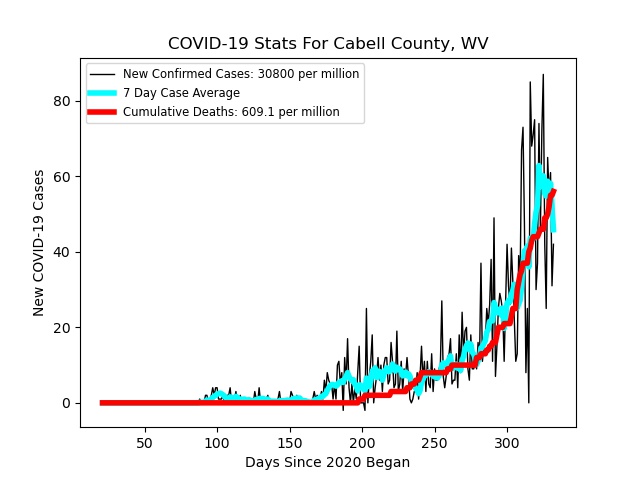 COVID-19 Stats For Cabell County, WV
New Confirmed Cases: 30800 per million
7 Day Case Average
Cumulative Deaths: 609.1 per million
80
60
40
20
0
New COVID-19 Cases
50 100 150 200 250 300
Days Since 2020 Began